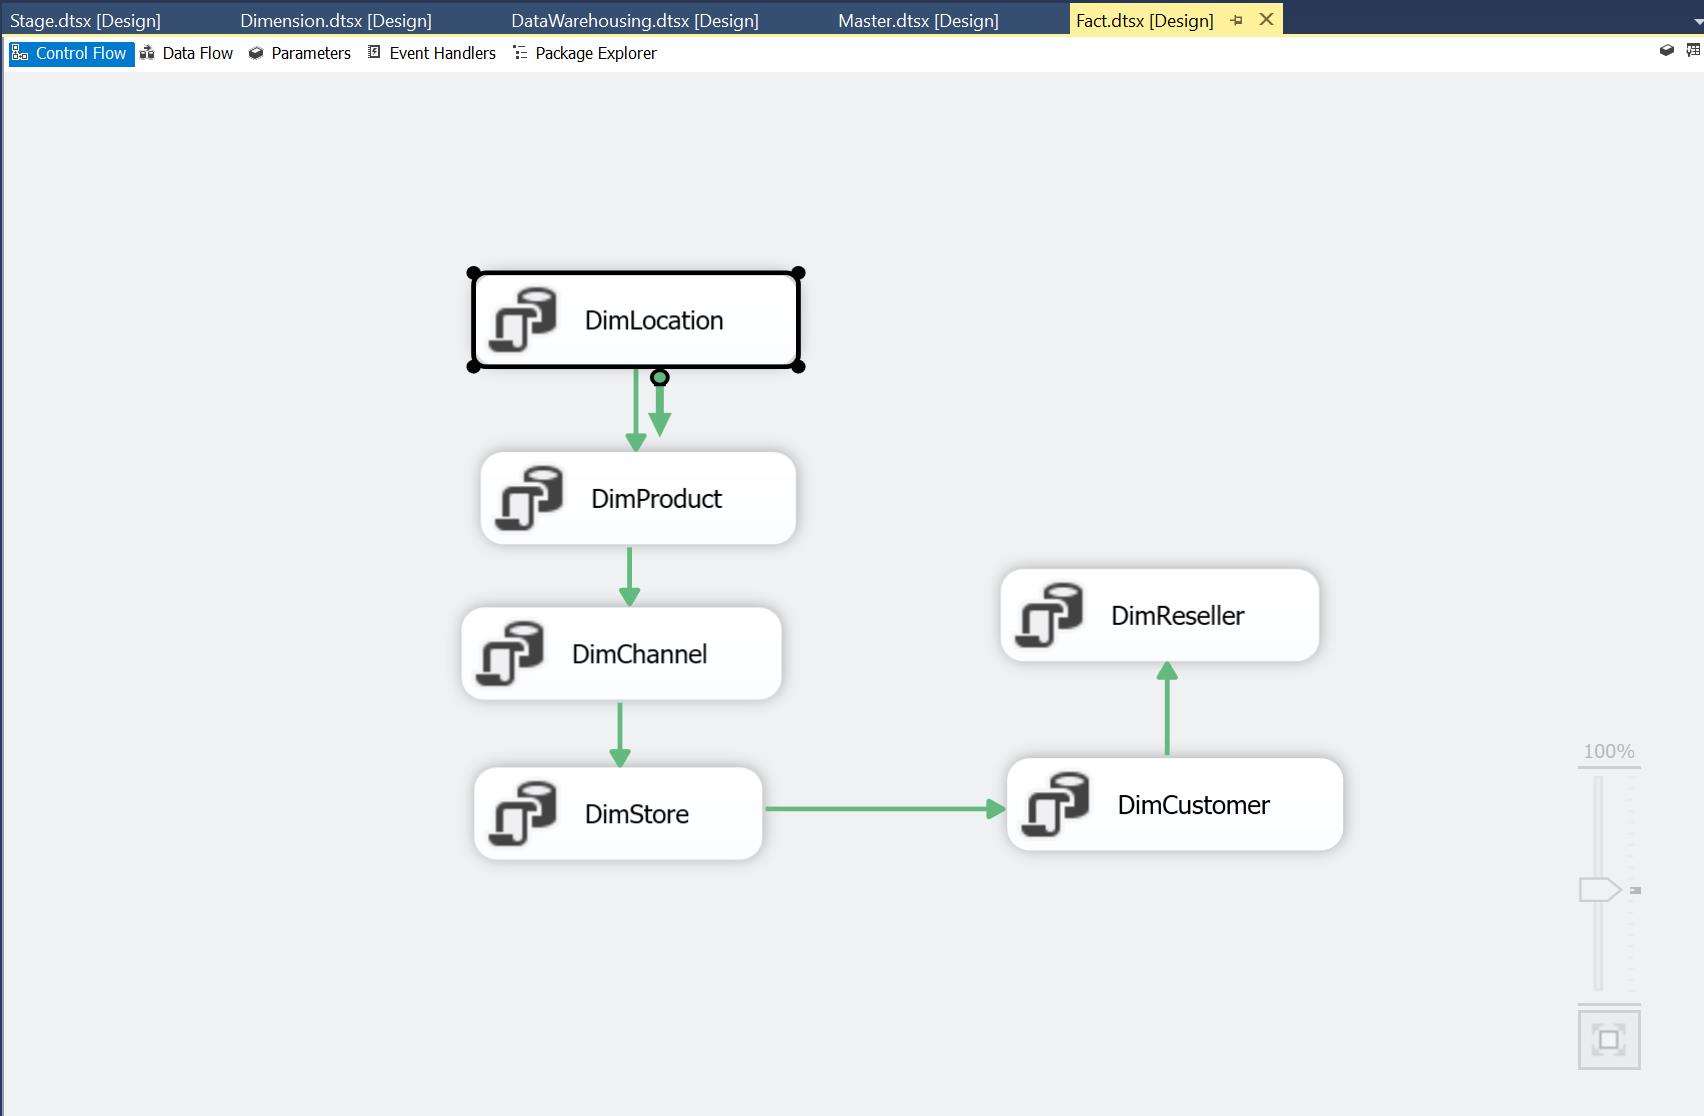 Stage.dtsx [Design] Dimension.dtsx [Design] DataWarehousing.dtsx [Design] Master.dtsx [Design] Fact.dtsx [Design]
Control Flow Data Flow Parameters Event Handlers Package Explorer
DimLocation
DimProduct
DimChannel
DimStore
DimCustomer
DimReseller
100%